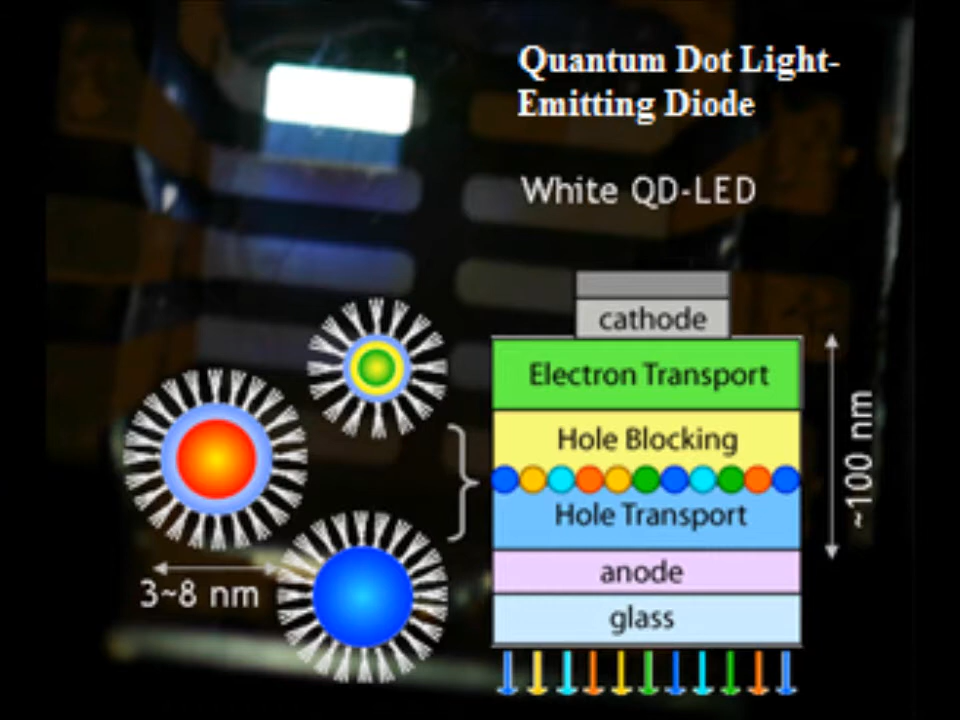 Quantum Dot Light-
Emitting Diode
White QD-LED
cathode
Electron Transport
Hole Blocking
Hole Transport
anode
glass
~100 nm
3~8 nm